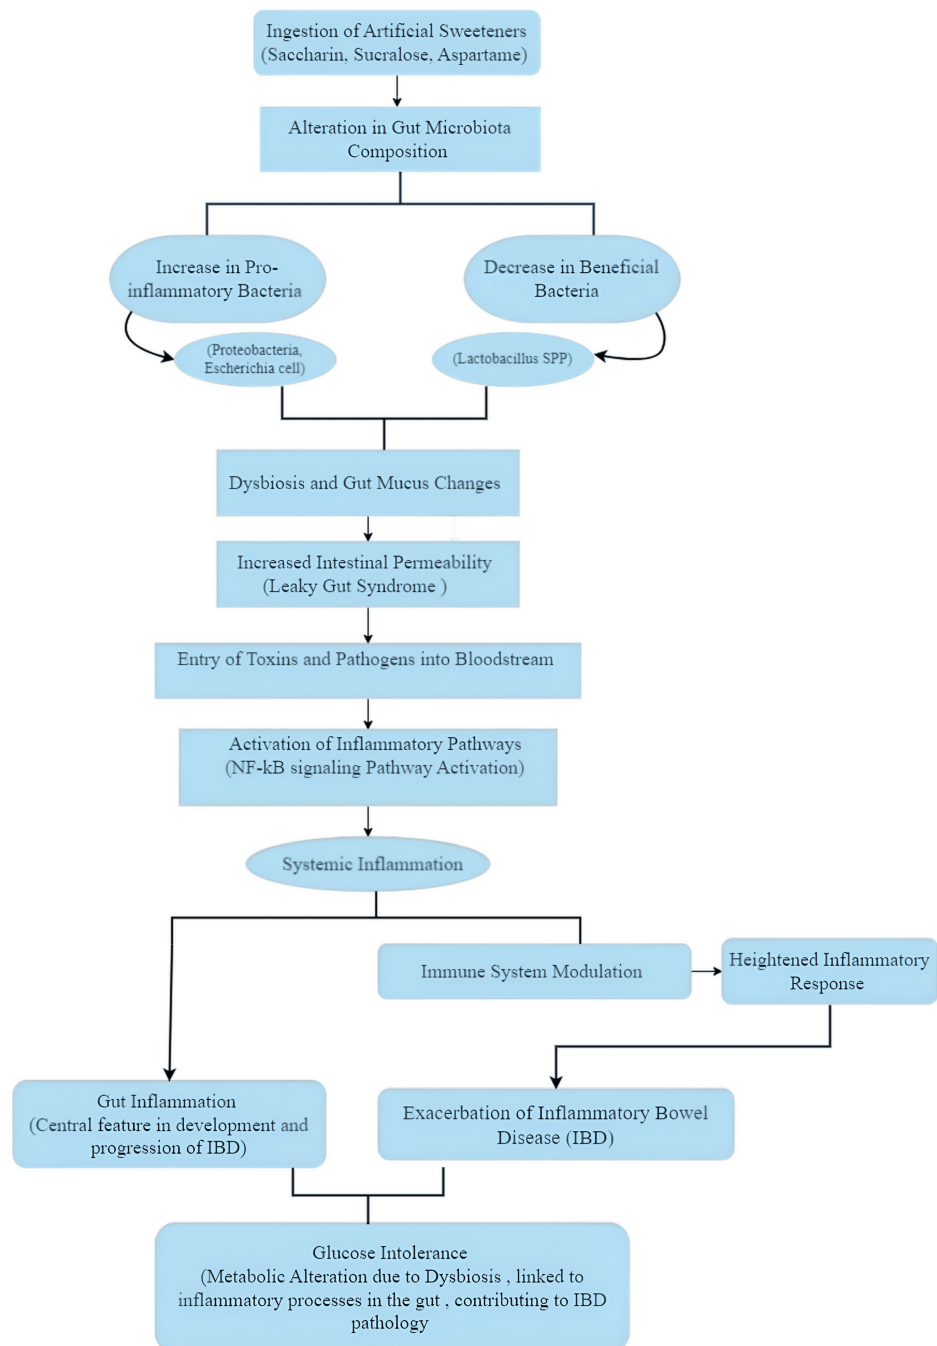 Ingestion of Artificial Sweeteners
(Saccharin, Sucralose, Aspartame)
Alteration in Gut Microbiota
Composition
Increase in Pro-
inflammatory Bacteria
Decrease in Beneficial
Bacteria
(Proteobacteria,
Escherichia cell)
(Lactobacillus SPP)
Dysbiosis and Gut Mucus Changes
Increased Intestinal Permeability
(Leaky Gut Syndrome )
Entry of Toxins and Pathogens into Bloodstream
Activation of Inflammatory Pathways
(NF-kB signaling Pathway Activation)
Systemic Inflammation
Immune System Modulation
Heightened Inflammatory
Response
Gut Inflammation
(Central feature in development and
progression of IBD)
Exacerbation of Inflammatory Bowel
Disease (IBD)
Glucose Intolerance
(Metabolic Alteration due to Dysbiosis , linked to
inflammatory processes in the gut , contributing to IBD
pathology